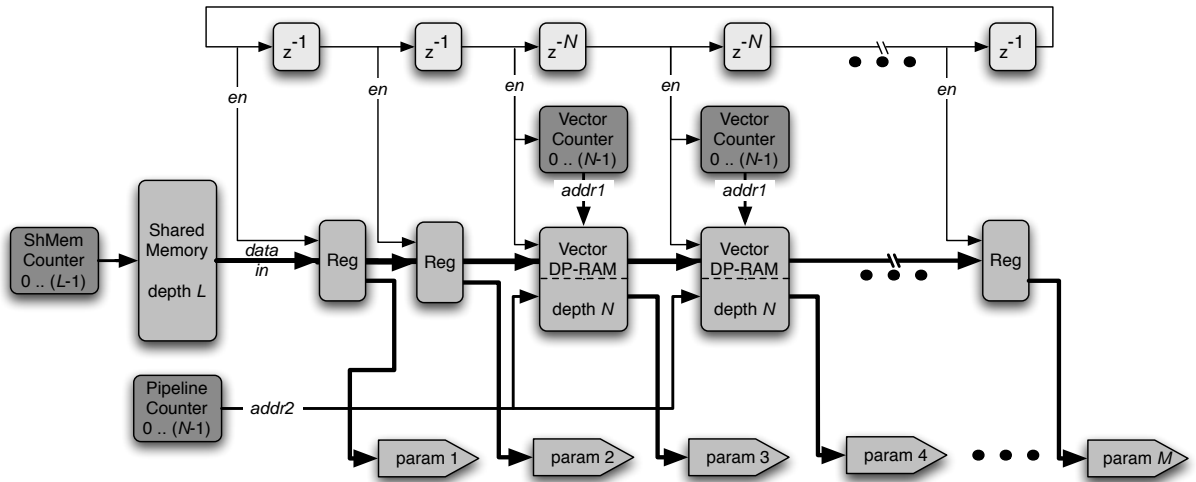 z-1
z-1
z-N
z-N
z-1
en
en
en
en
en
Vector
Counter
0 .. (N-1)
Vector
Counter
0 .. (N-1)
addr1
addr1
ShMem
Counter
0 .. (L-1)
Shared
Memory
depth L
data
in
Reg
Reg
Vector
DP-RAM
depth N
Vector
DP-RAM
depth N
Reg
Pipeline
Counter
0 .. (N-1)
addr2
param 1
param 2
param 3
param 4
param M